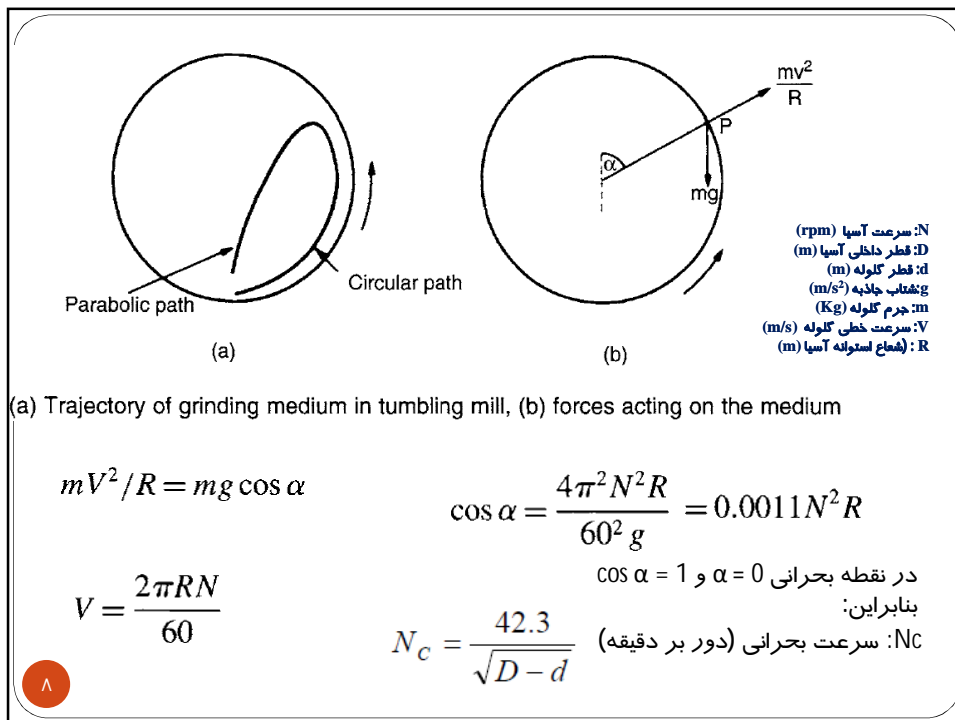 mv²/R
P
α
mg
Parabolic path
Circular path
(a)
(b)
N: سرعت آسیا (rpm)
D: قطر داخلی آسیا (m)
d: قطر گلوله (m)
g: شتاب جاذبه (m/s²)
m: جرم گلوله (Kg)
V: سرعت خطی گلوله (m/s)
R : (شعاع استوانه آسیا (m)
(a) Trajectory of grinding medium in tumbling mill, (b) forces acting on the medium
mV²/R = mg cos α
cos α = 4π²N²R / 60² g = 0.0011N²R
V = 2πRN / 60
در نقطه بحرانی α = 0 و cos α = 1
بنابراین:
Nc: سرعت بحرانی (دور بر دقیقه)
N_C = 42.3 / √(D − d)
۸